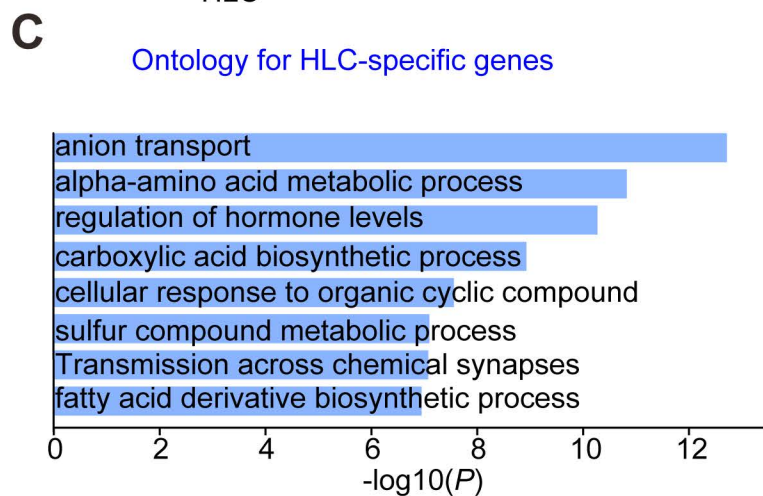 C
Ontology for HLC-specific genes
anion transport
alpha-amino acid metabolic process
regulation of hormone levels
carboxylic acid biosynthetic process
cellular response to organic cyclic compound
sulfur compound metabolic process
Transmission across chemical synapses
fatty acid derivative biosynthetic process
0 2 4 6 8 10 12
-log10(P)